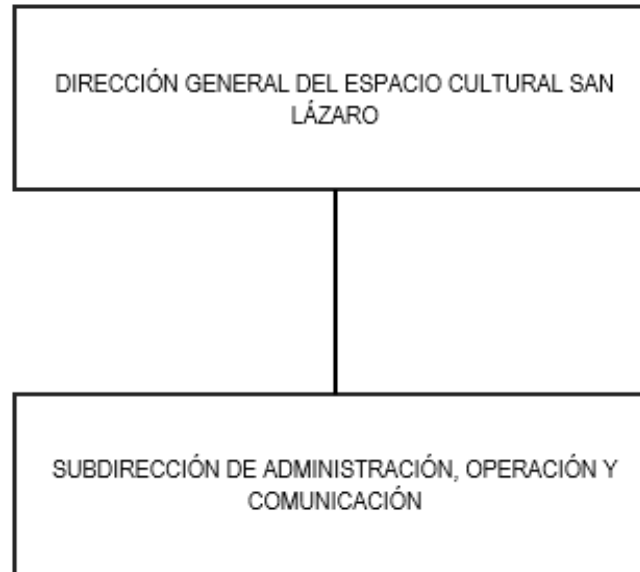 DIRECCIÓN GENERAL DEL ESPACIO CULTURAL SAN
LÁZARO
SUBDIRECCIÓN DE ADMINISTRACIÓN, OPERACIÓN Y
COMUNICACIÓN